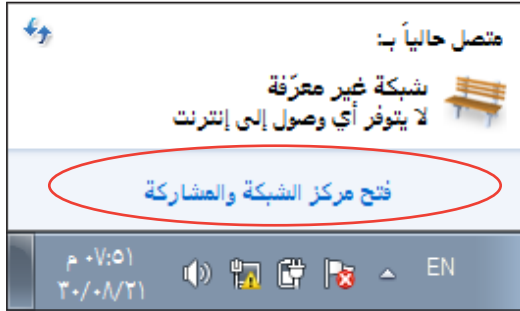 متصل حالياً بـ:
شبكة غير معرّفة
لا يتوفر أي وصول إلى إنترنت
فتح مركز الشبكة والمشاركة
EN
٠٧:٥١ م
٣٠/٠٨/٢١